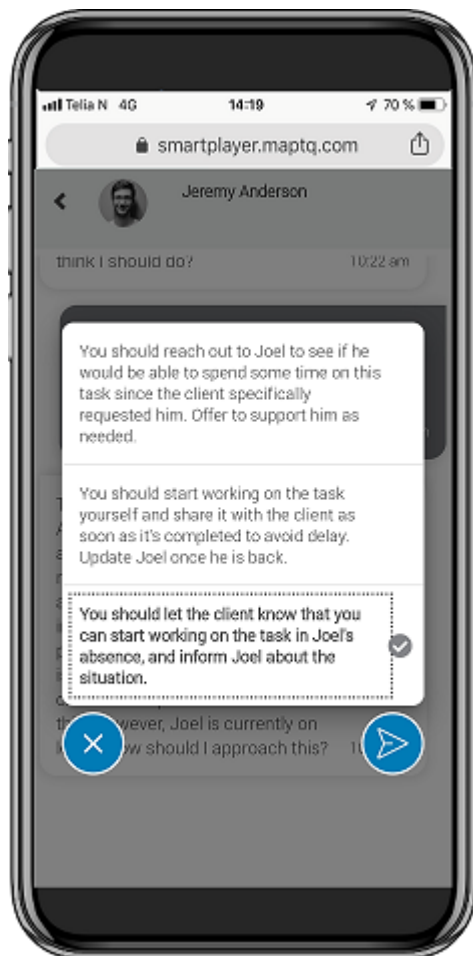 Telia N 4G 14:19 70 %
smartplayer.maptq.com
Jeremy Anderson
think I should do? 10:22 am
You should reach out to Joel to see if he
would be able to spend some time on this
task since the client specifically
requested him. Offer to support him as
needed.
You should start working on the task
yourself and share it with the client as
soon as it's completed to avoid delay.
Update Joel once he is back.
You should let the client know that you
can start working on the task in Joel's
absence, and inform Joel about the
situation.
However, Joel is currently on
should I approach this?